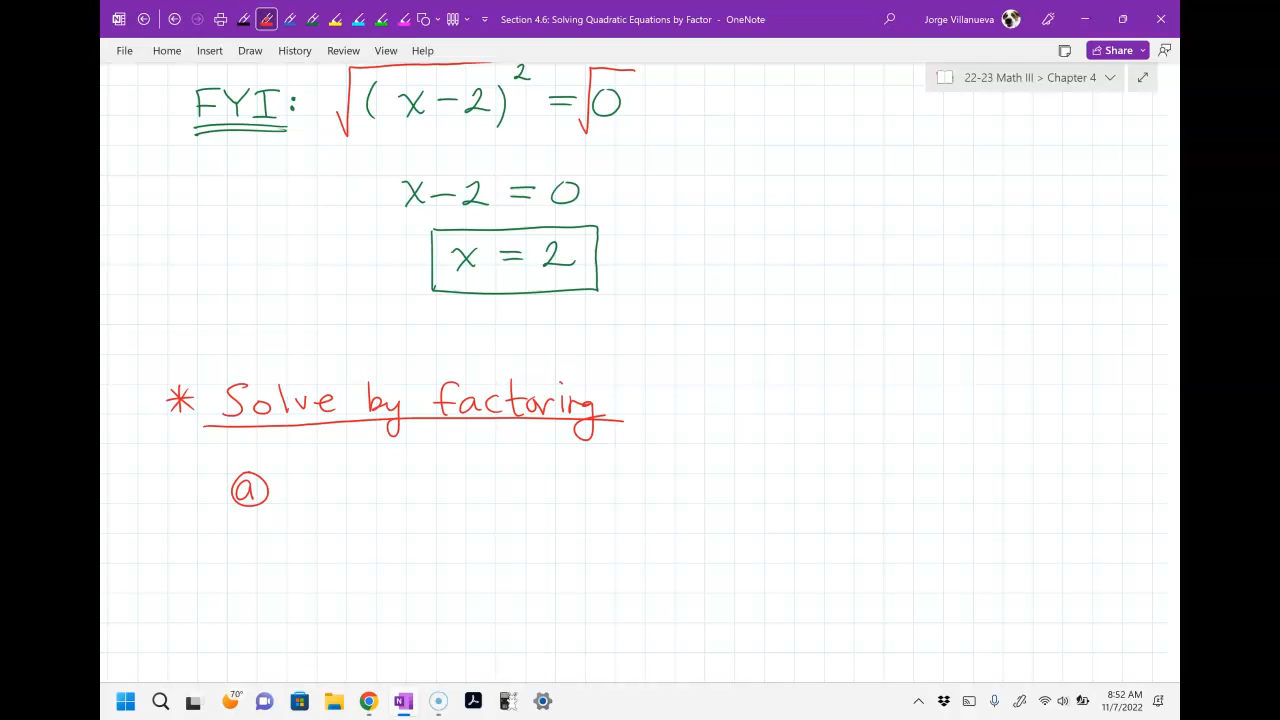 Section 4.6: Solving Quadratic Equations by Factor - OneNote
Jorge Villanueva
File Home Insert Draw History Review View Help
Share
22-23 Math III > Chapter 4
FYI: √(x-2)² = √0
x-2 = 0
x = 2
* Solve by factoring
ⓐ
70°
8:52 AM
11/7/2022